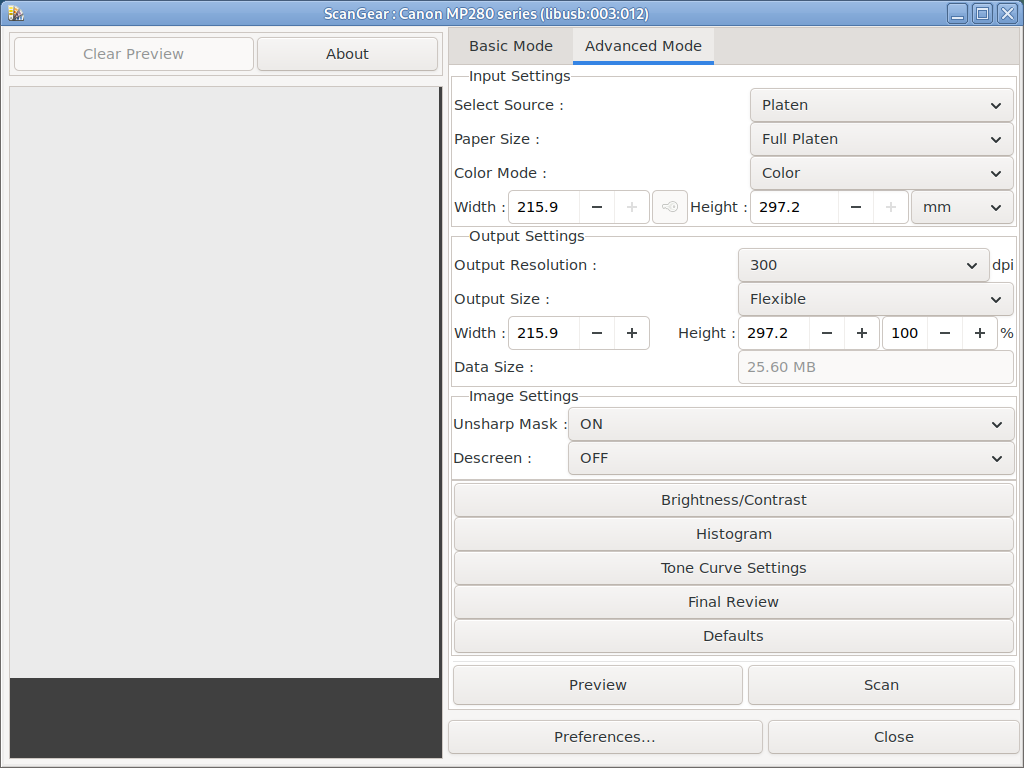 ScanGear : Canon MP280 series (libusb:003:012)
Clear Preview
About
Basic Mode
Advanced Mode
Input Settings
Select Source :
Platen
Paper Size :
Full Platen
Color Mode :
Color
Width :
215.9
Height :
297.2
mm
Output Settings
Output Resolution :
300
dpi
Output Size :
Flexible
Width :
215.9
Height :
297.2
100
%
Data Size :
25.60 MB
Image Settings
Unsharp Mask :
ON
Descreen :
OFF
Brightness/Contrast
Histogram
Tone Curve Settings
Final Review
Defaults
Preview
Scan
Preferences...
Close